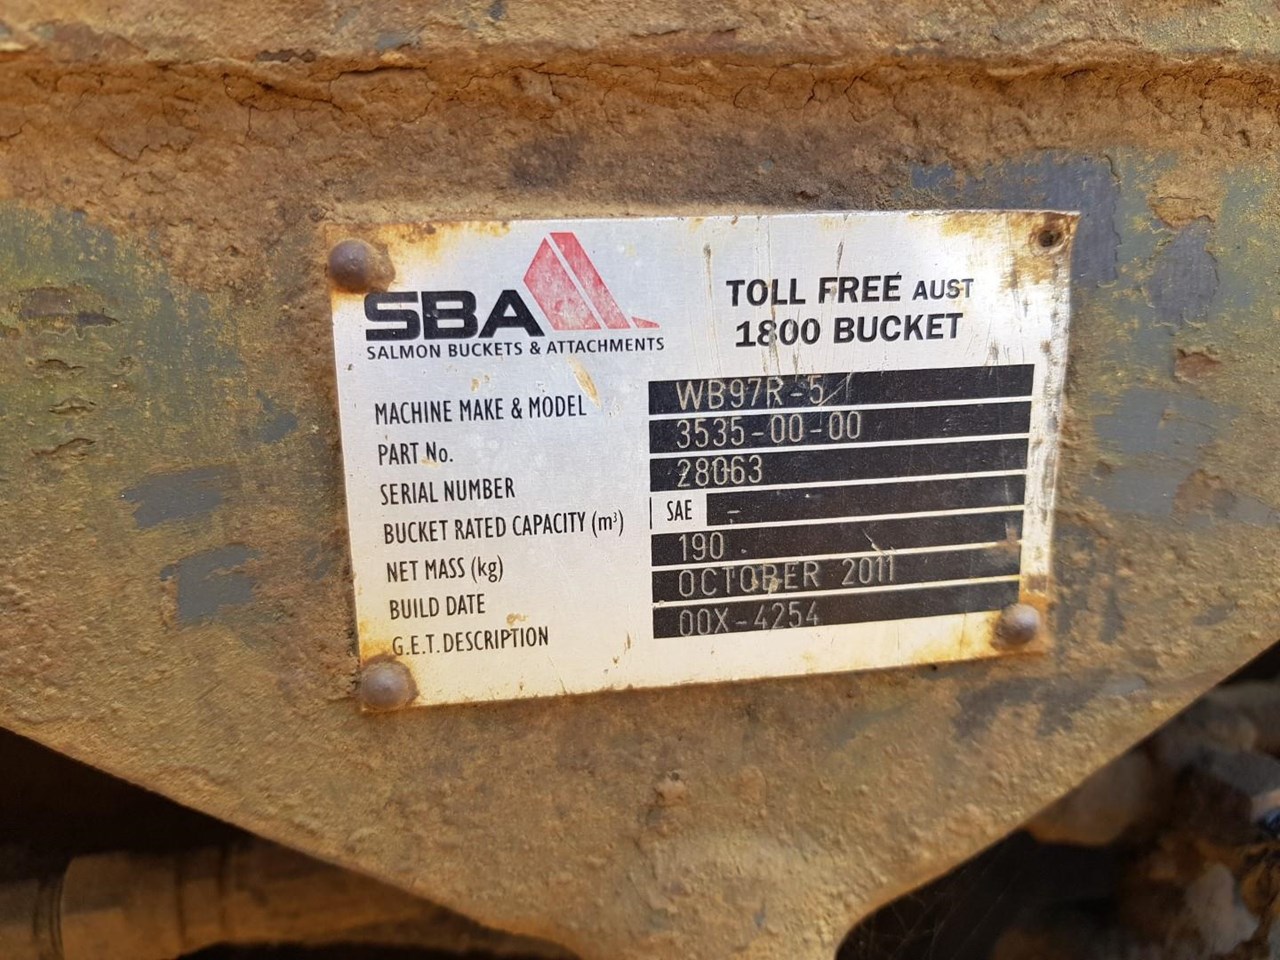 SBA
SALMON BUCKETS & ATTACHMENTS
TOLL FREE AUST
1800 BUCKET
MACHINE MAKE & MODEL WB97R-5
PART No. 3535-00-00
SERIAL NUMBER 28063
BUCKET RATED CAPACITY (m³) SAE -
NET MASS (kg) 190
BUILD DATE OCTOBER 2011
G.E.T. DESCRIPTION 00X-4254